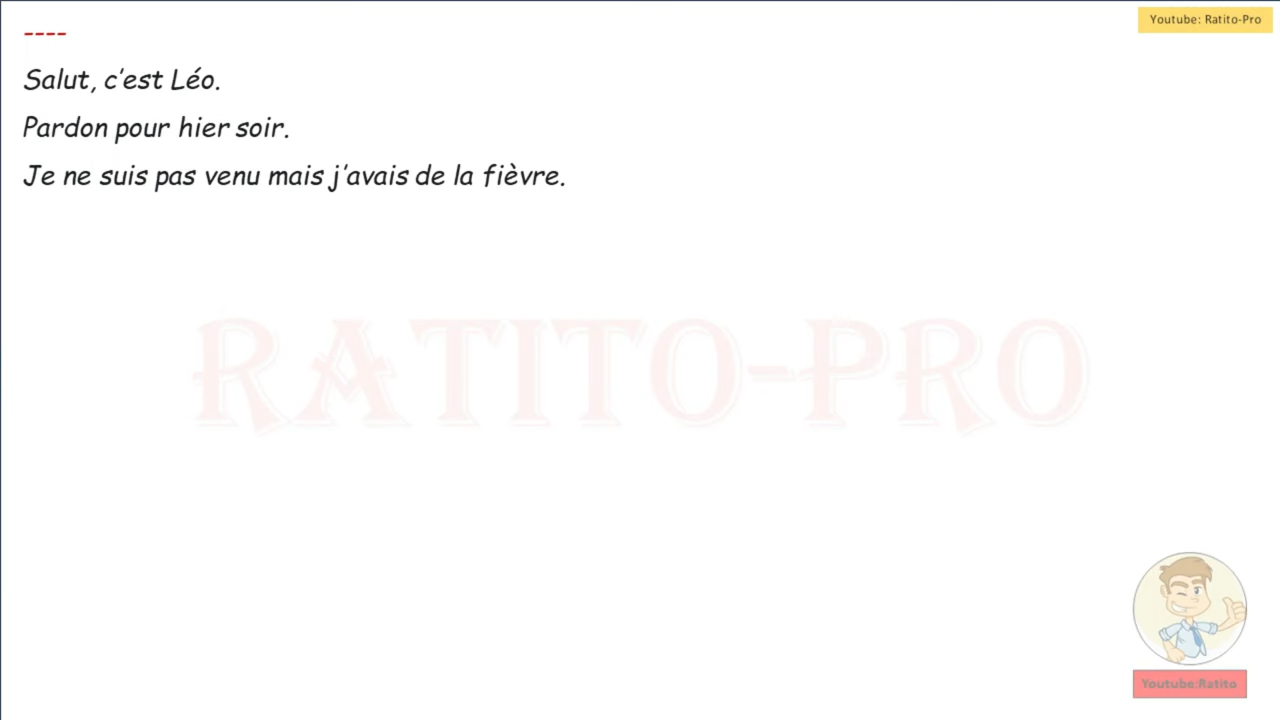 Youtube: Ratito-Pro
----
Salut, c'est Léo.
Pardon pour hier soir.
Je ne suis pas venu mais j'avais de la fièvre.
RATITO-PRO
Youtube:Ratito